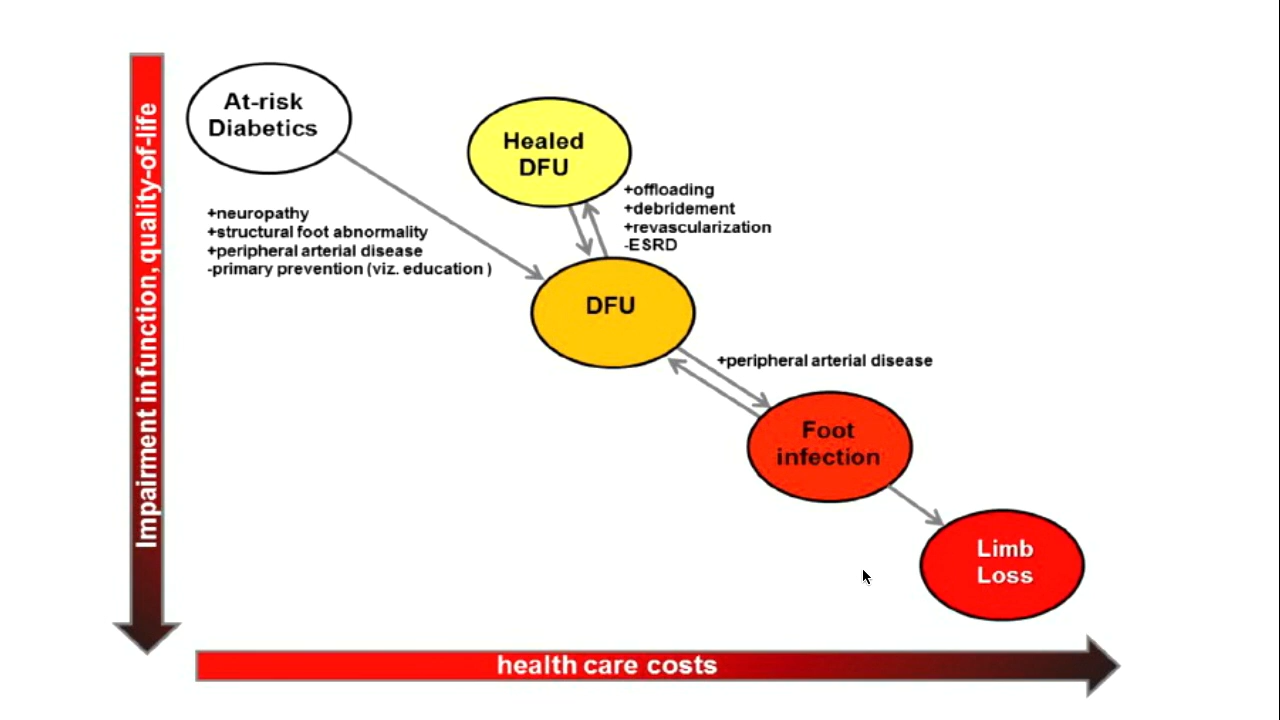 Impairment in function, quality-of-life
At-risk
Diabetics
Healed
DFU
+offloading
+debridement
+revascularization
-ESRD
+neuropathy
+structural foot abnormality
+peripheral arterial disease
-primary prevention (viz. education )
DFU
+peripheral arterial disease
Foot
infection
Limb
Loss
health care costs